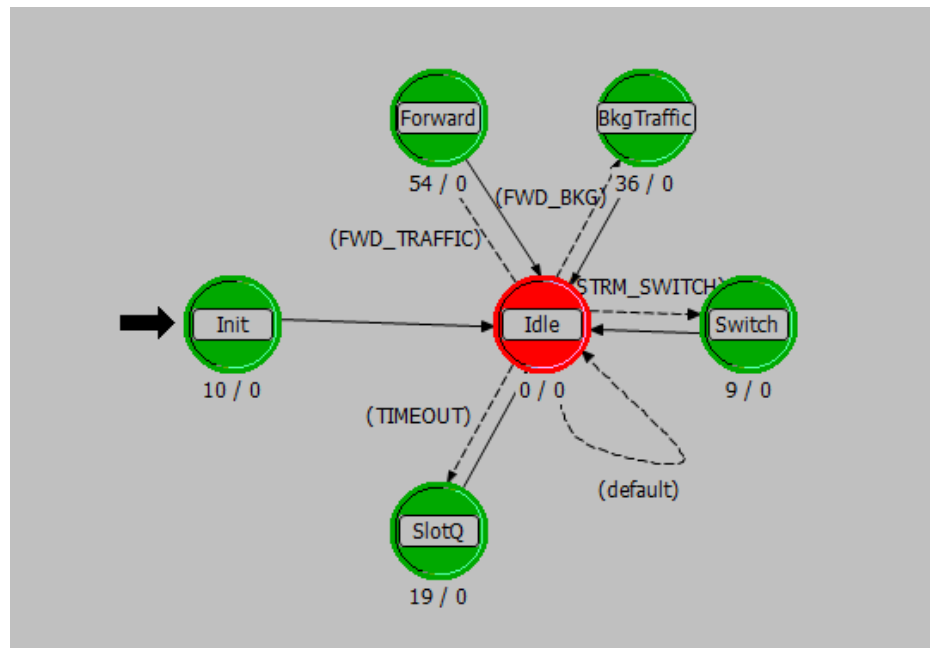 Forward
BkgTraffic
54 / 0
36 / 0
(FWD_BKG)
(FWD_TRAFFIC)
STRM_SWITCH)
Init
Idle
Switch
10 / 0
0 / 0
9 / 0
(TIMEOUT)
(default)
SlotQ
19 / 0